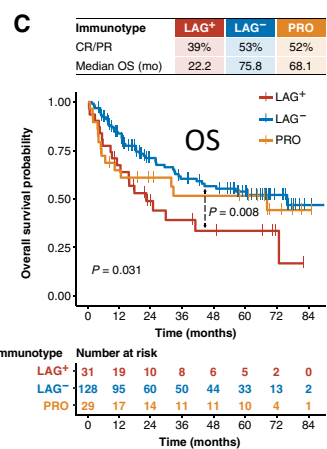 C
Immunotype LAG+ LAG− PRO
CR/PR 39% 53% 52%
Median OS (mo) 22.2 75.8 68.1
1.00
0.75
0.50
0.25
0.00
Overall survival probability
OS
LAG+
LAG−
PRO
P = 0.008
P = 0.031
0 12 24 36 48 60 72 84
Time (months)
mmunotype Number at risk
LAG+ 31 19 10 8 6 5 2 0
LAG− 128 95 60 50 44 33 13 2
PRO 29 17 14 11 11 10 4 1
0 12 24 36 48 60 72 84
Time (months)